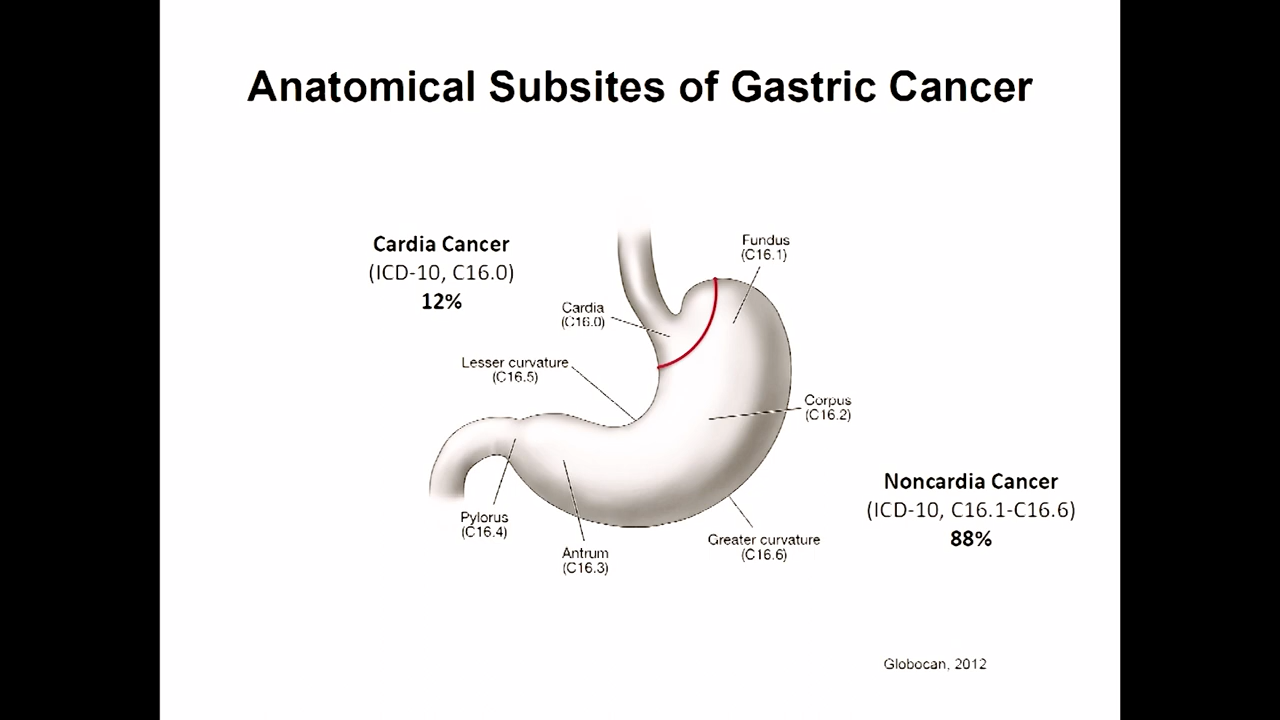 Anatomical Subsites of Gastric Cancer
Cardia Cancer
(ICD-10, C16.0)
12%
Fundus
(C16.1)
Cardia
(C16.0)
Lesser curvature
(C16.5)
Corpus
(C16.2)
Noncardia Cancer
(ICD-10, C16.1-C16.6)
88%
Pylorus
(C16.4)
Antrum
(C16.3)
Greater curvature
(C16.6)
Globocan, 2012